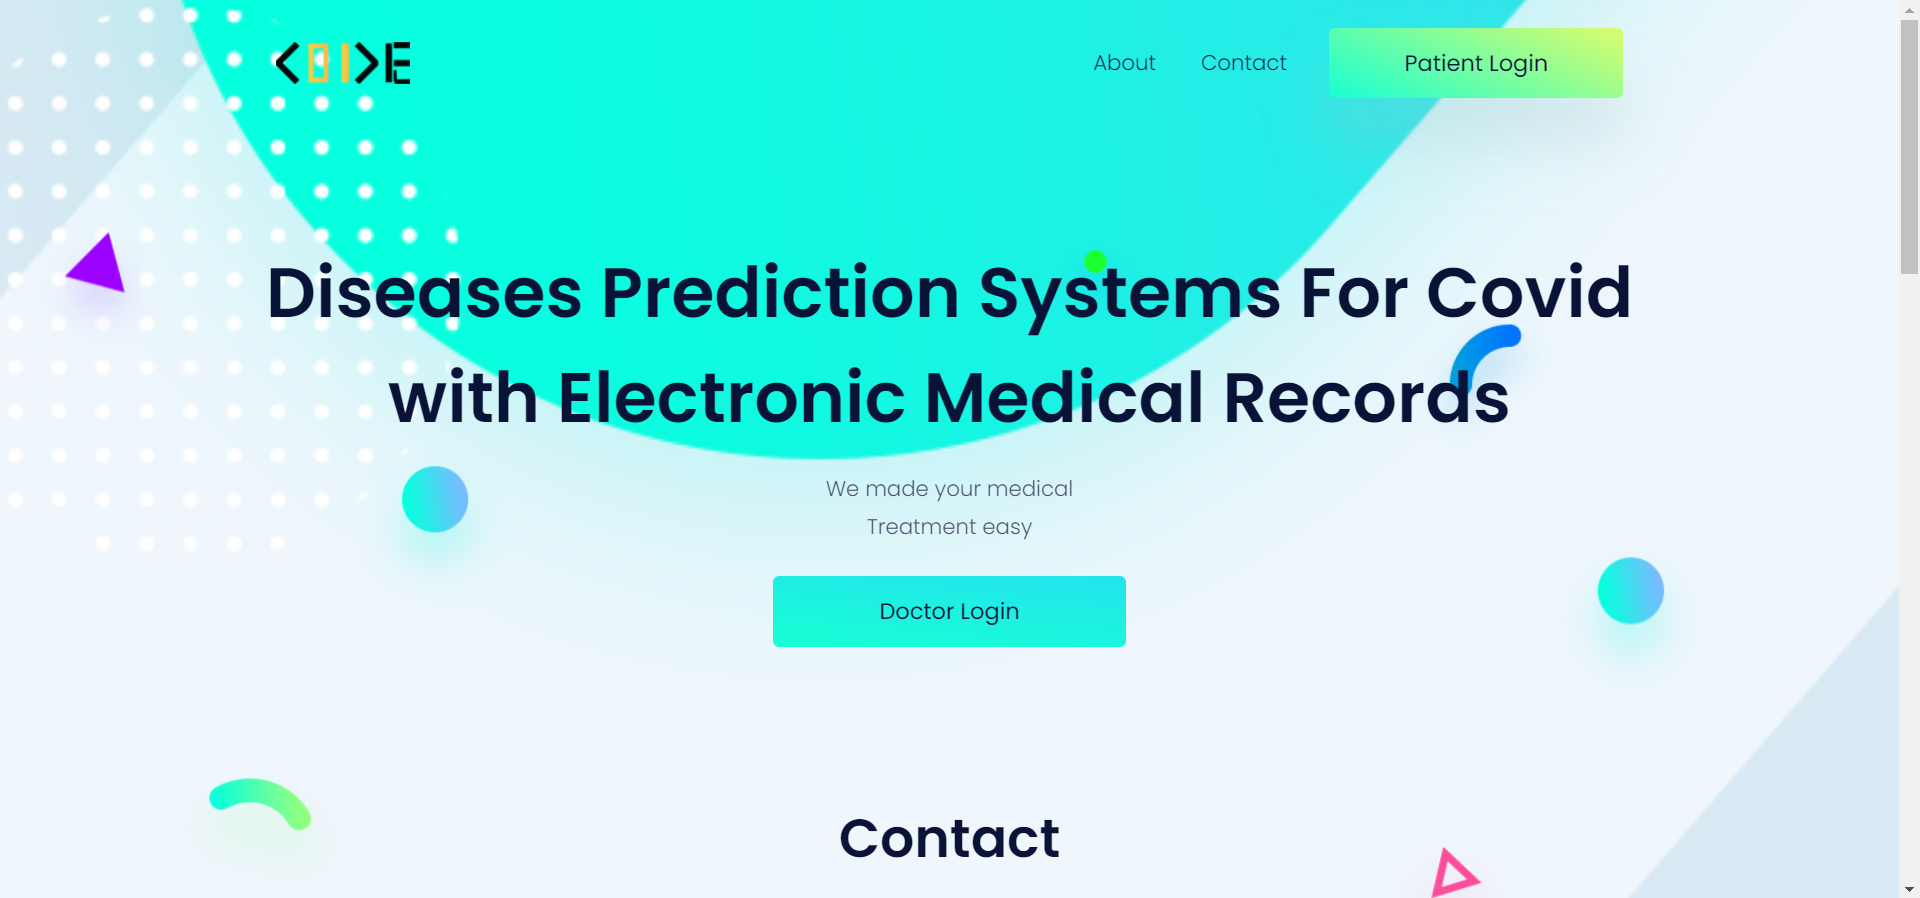 <01>E
About
Contact
Patient Login
Diseases Prediction Systems For Covid
with Electronic Medical Records
We made your medical
Treatment easy
Doctor Login
Contact